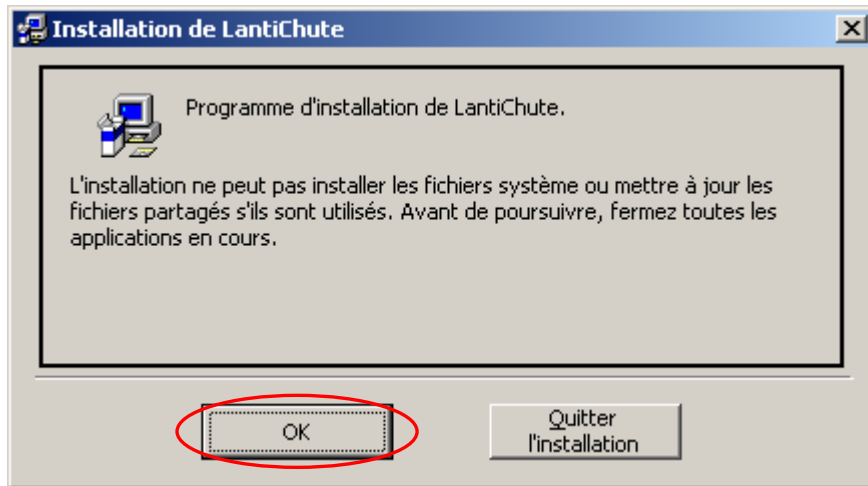 Installation de LantiChute
Programme d'installation de LantiChute.
L'installation ne peut pas installer les fichiers système ou mettre à jour les
fichiers partagés s'ils sont utilisés. Avant de poursuivre, fermez toutes les
applications en cours.
OK
Quitter
l'installation